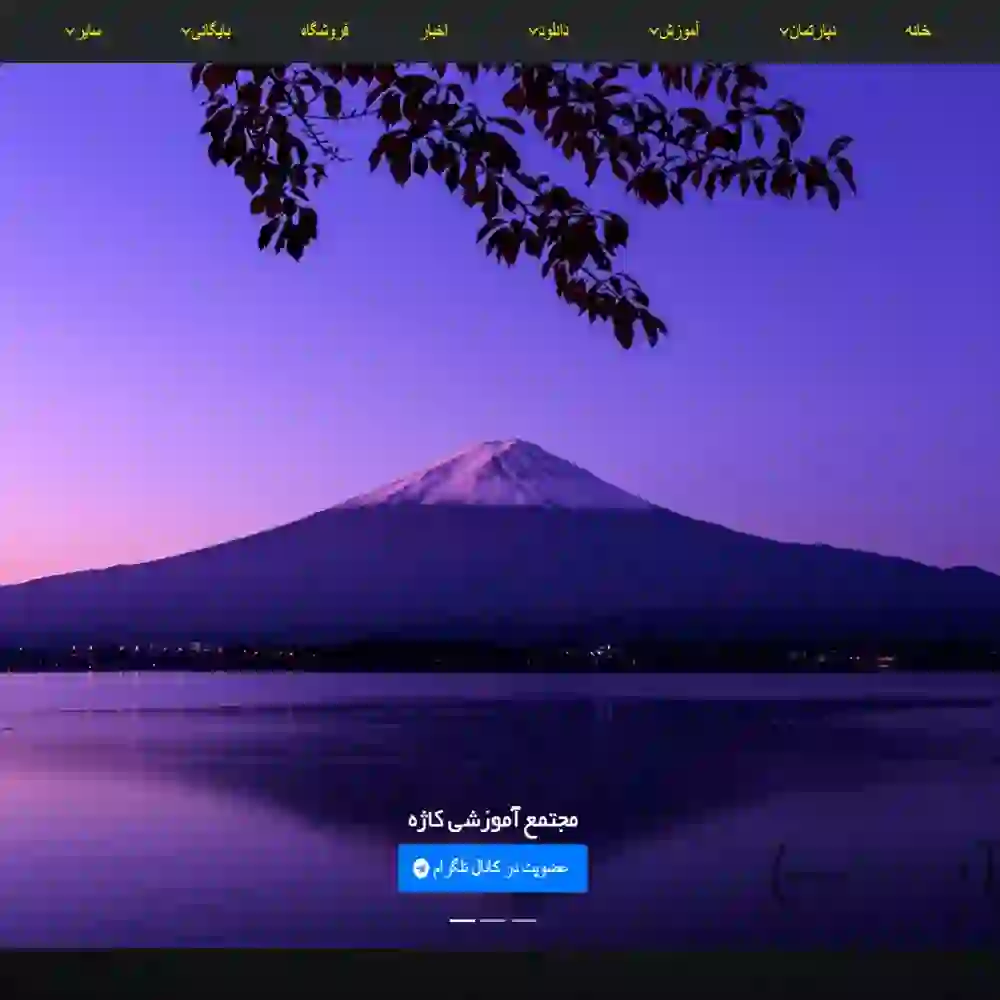 خانه دپارتمان آموزش دانلود اخبار فروشگاه بایگانی سایر
مجتمع آموزشی کاژه
عضویت در کانال تلگرام